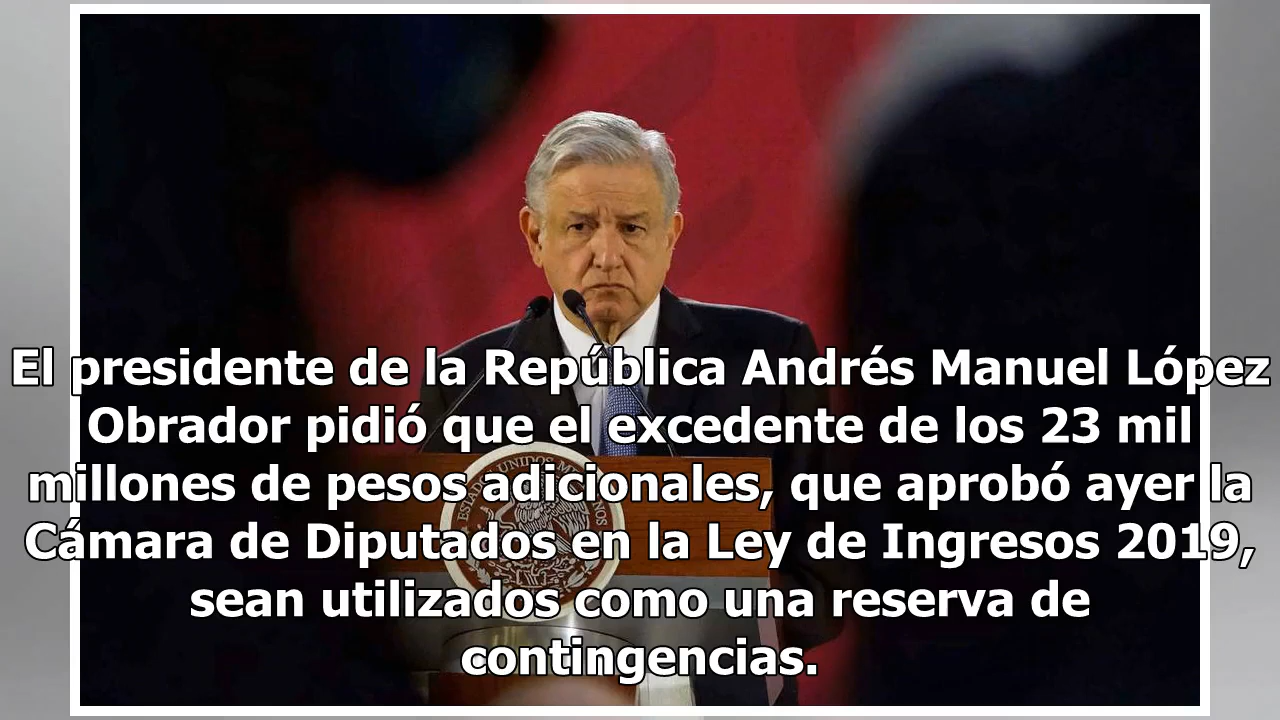 El presidente de la República Andrés Manuel López
Obrador pidió que el excedente de los 23 mil
millones de pesos adicionales, que aprobó ayer la
Cámara de Diputados en la Ley de Ingresos 2019,
sean utilizados como una reserva de
contingencias.